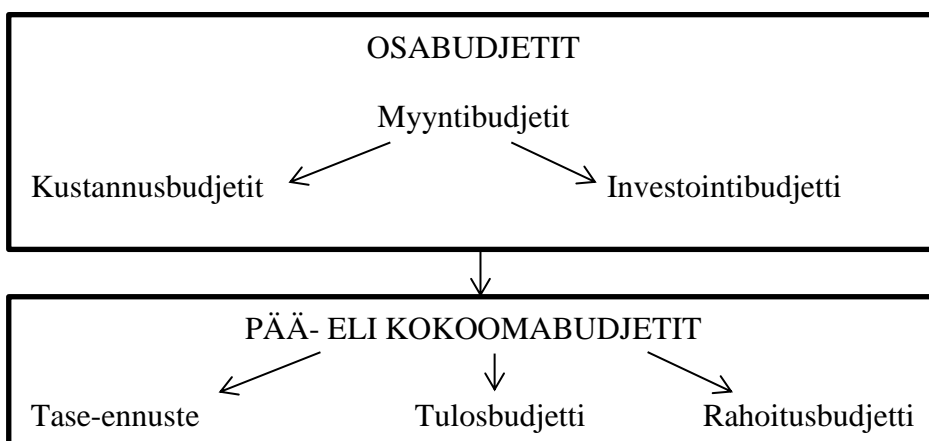 OSABUDJETIT
Myyntibudjetit
Kustannusbudjetit Investointibudjetti
PÄÄ- ELI KOKOOMABUDJETIT
Tase-ennuste Tulosbudjetti Rahoitusbudjetti